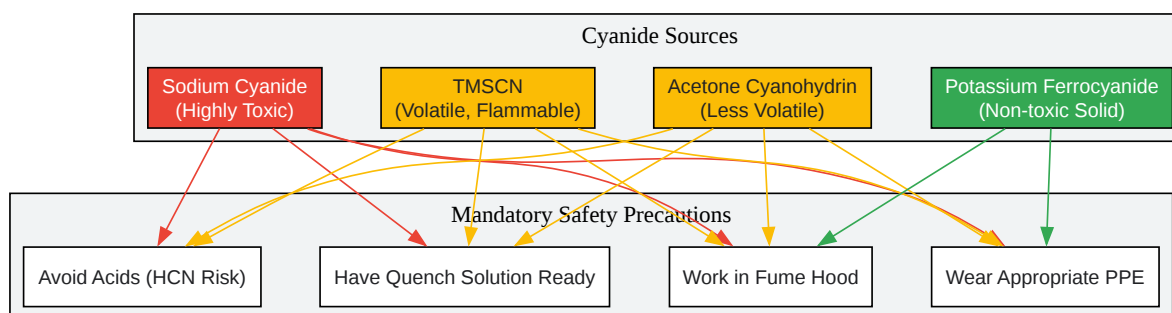 Cyanide Sources
Sodium Cyanide
(Highly Toxic)
TMSCN
(Volatile, Flammable)
Acetone Cyanohydrin
(Less Volatile)
Potassium Ferrocyanide
(Non-toxic Solid)
Mandatory Safety Precautions
Avoid Acids (HCN Risk)
Have Quench Solution Ready
Work in Fume Hood
Wear Appropriate PPE